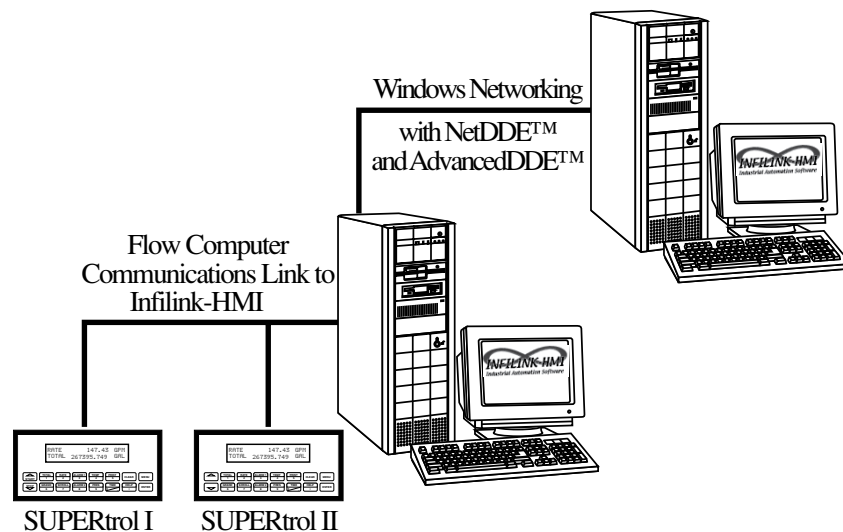 Windows Networking
with NetDDE™
and AdvancedDDE™
INFILINK-HMI
Industrial Automation Software
Flow Computer
Communications Link to
Infilink-HMI
INFILINK-HMI
Industrial Automation Software
RATE 147.43 GPM
TOTAL 267395.749 GAL
RATE 147.43 GPM
TOTAL 267395.749 GAL
SUPERtrol I
SUPERtrol II